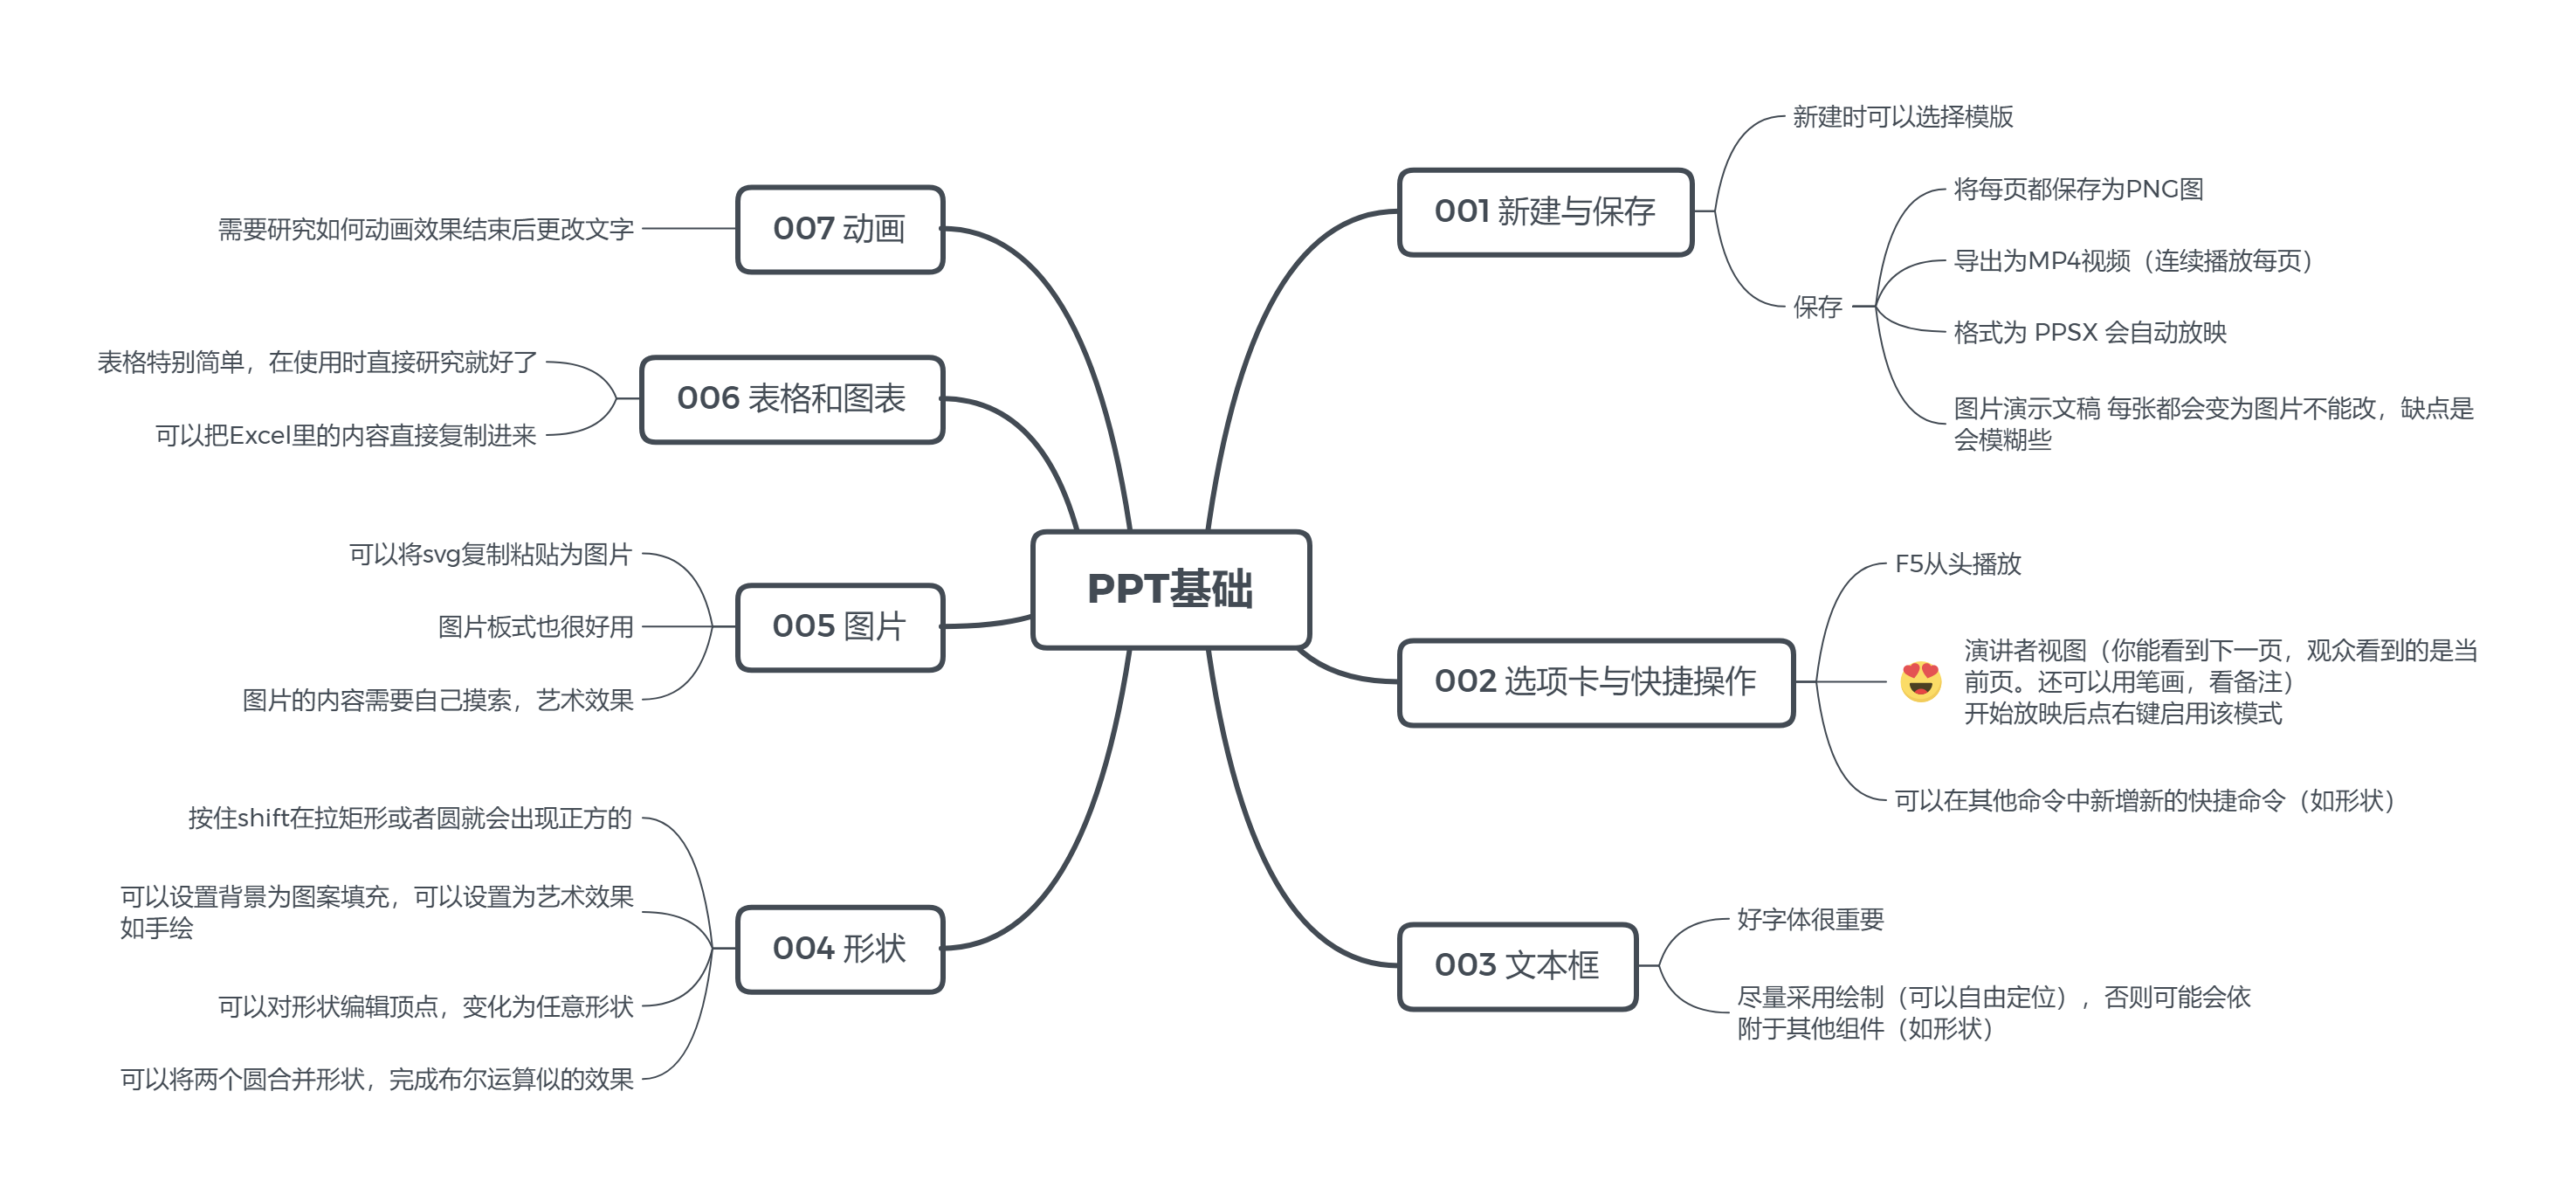 PPT基础
001 新建与保存
新建时可以选择模版
保存
将每页都保存为PNG图
导出为MP4视频（连续播放每页）
格式为 PPSX 会自动放映
图片演示文稿 每张都会变为图片不能改，缺点是
会模糊些
002 选项卡与快捷操作
F5从头播放
演讲者视图（你能看到下一页，观众看到的是当
前页。还可以用笔画，看备注）
开始放映后点右键启用该模式
可以在其他命令中新增新的快捷命令（如形状）
003 文本框
好字体很重要
尽量采用绘制（可以自由定位），否则可能会依
附于其他组件（如形状）
004 形状
按住shift在拉矩形或者圆就会出现正方的
可以设置背景为图案填充，可以设置为艺术效果
如手绘
可以对形状编辑顶点，变化为任意形状
可以将两个圆合并形状，完成布尔运算似的效果
005 图片
可以将svg复制粘贴为图片
图片板式也很好用
图片的内容需要自己摸索，艺术效果
006 表格和图表
表格特别简单，在使用时直接研究就好了
可以把Excel里的内容直接复制进来
007 动画
需要研究如何动画效果结束后更改文字